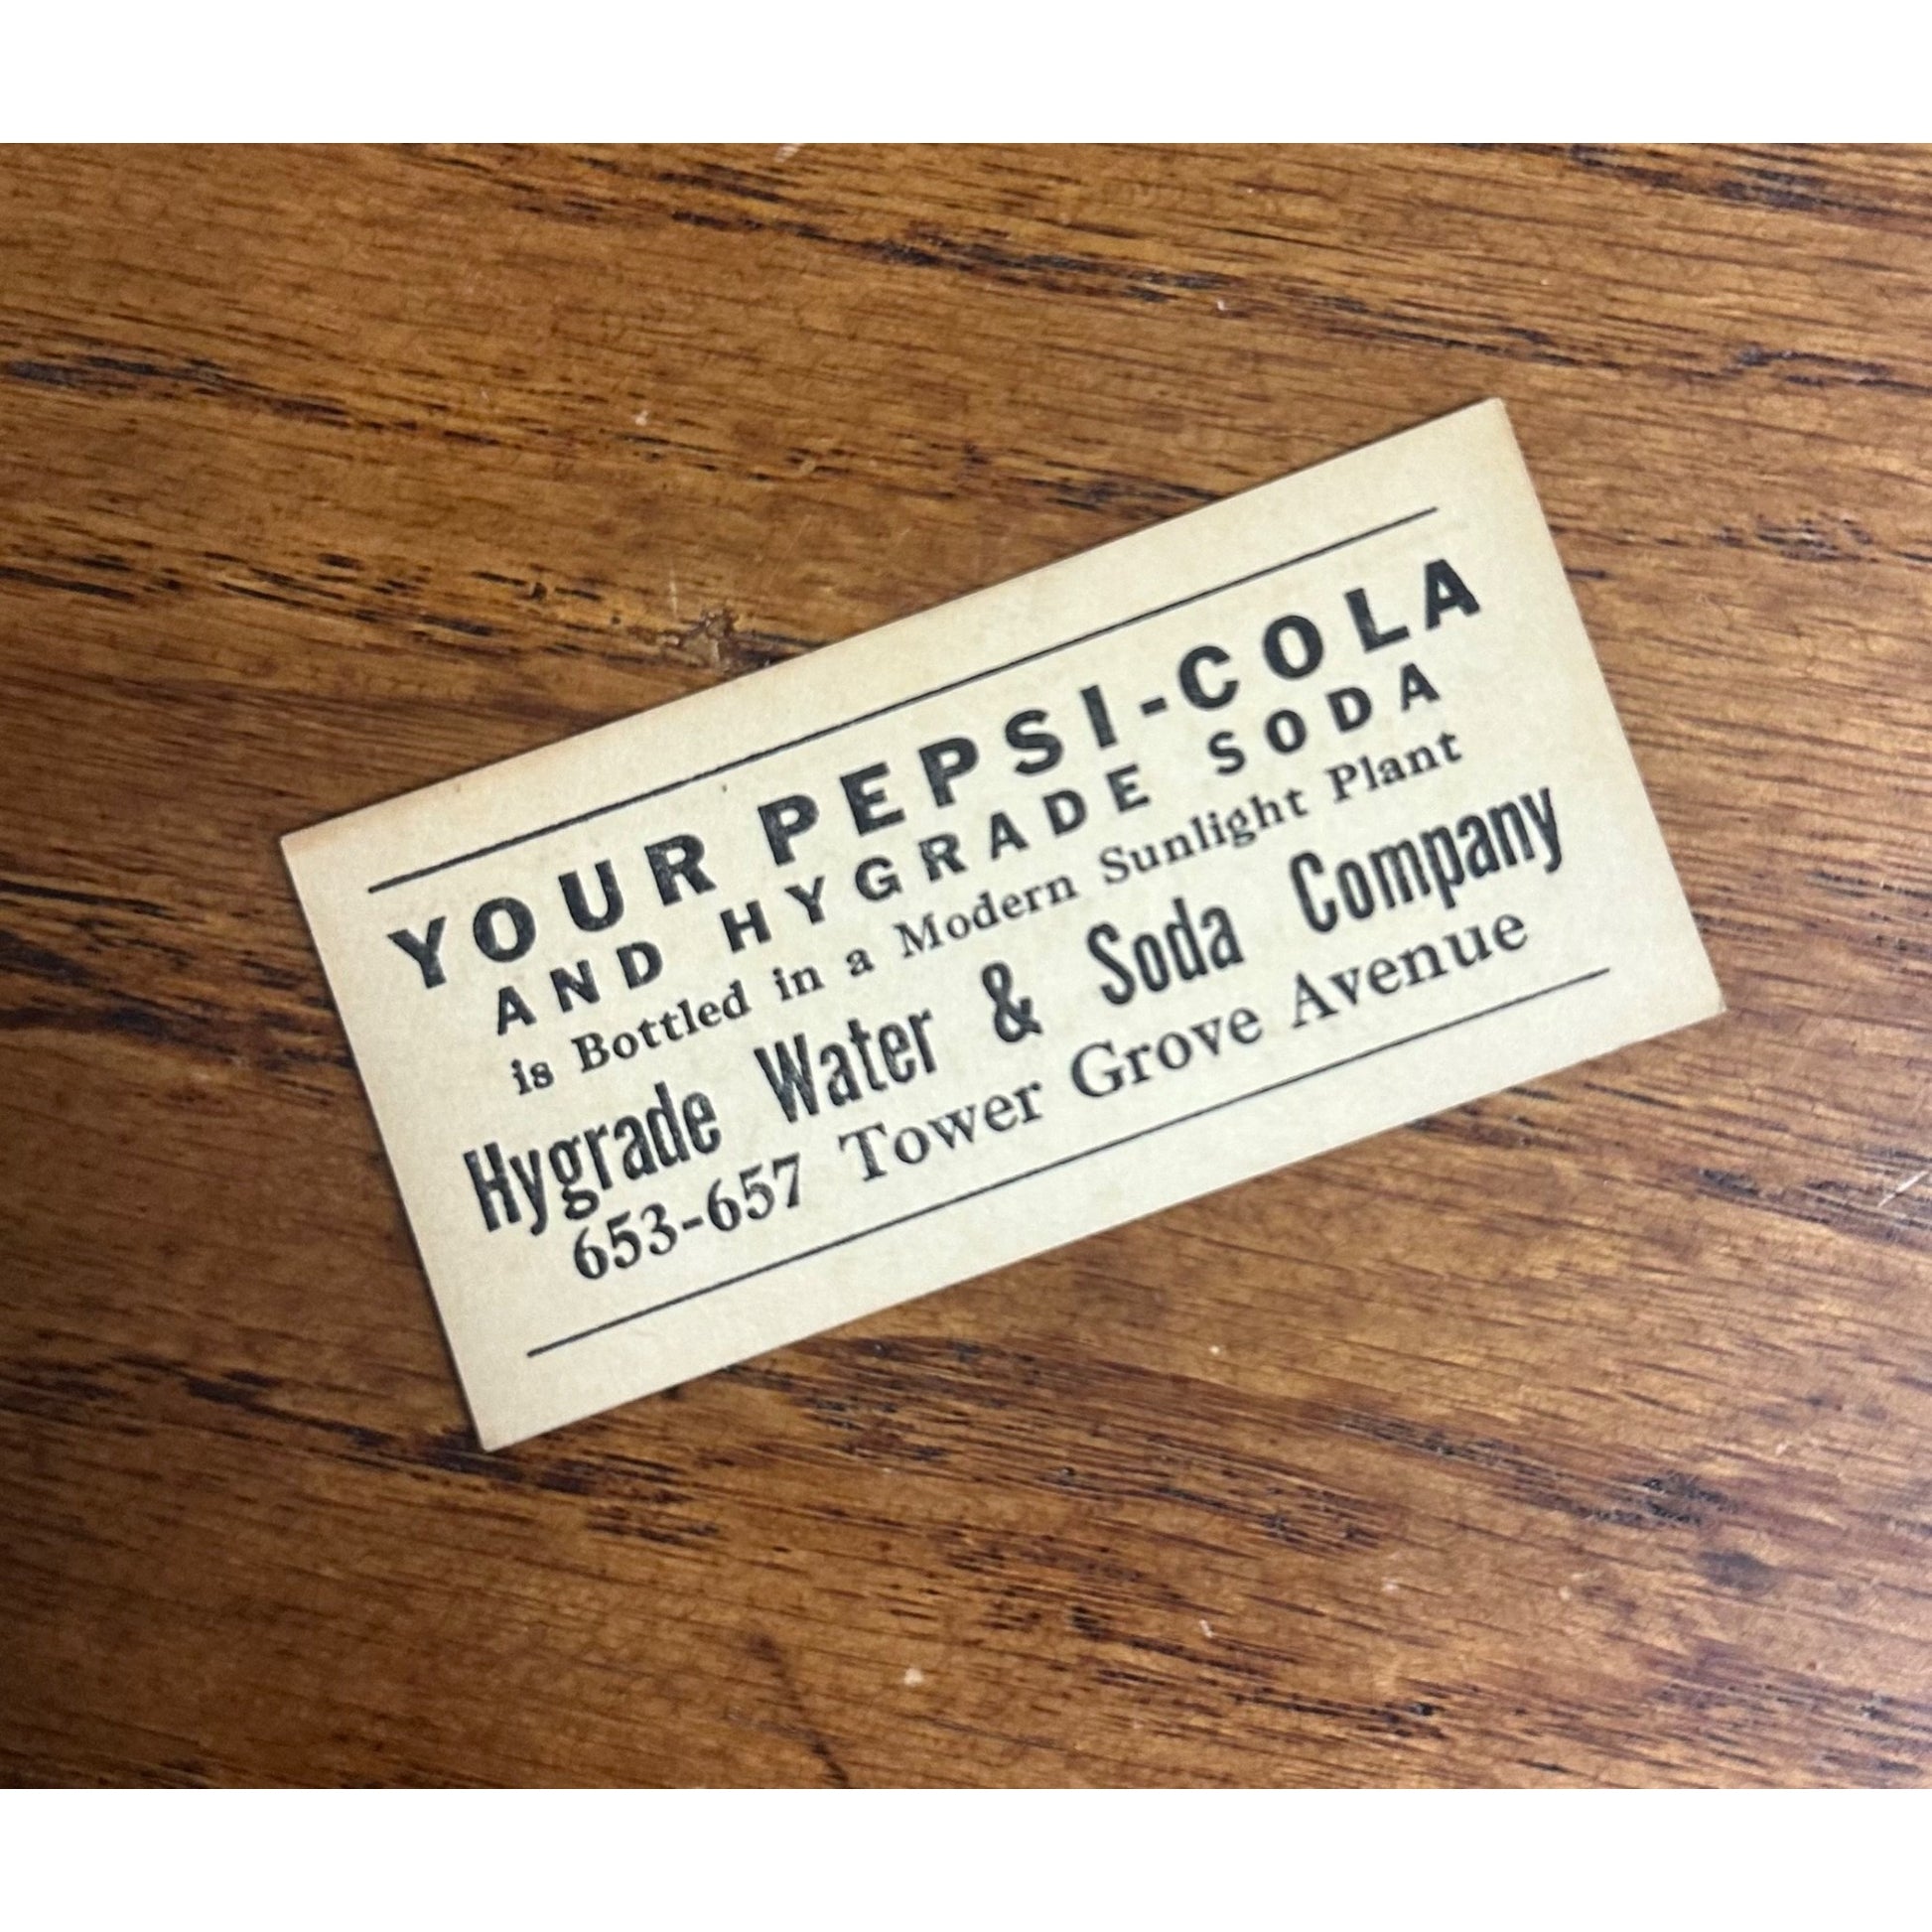 YOUR PEPSI-COLA
AND HYGRADE SODA
is Bottled in a Modern Sunlight Plant
Hygrade Water & Soda Company
653-657 Tower Grove Avenue